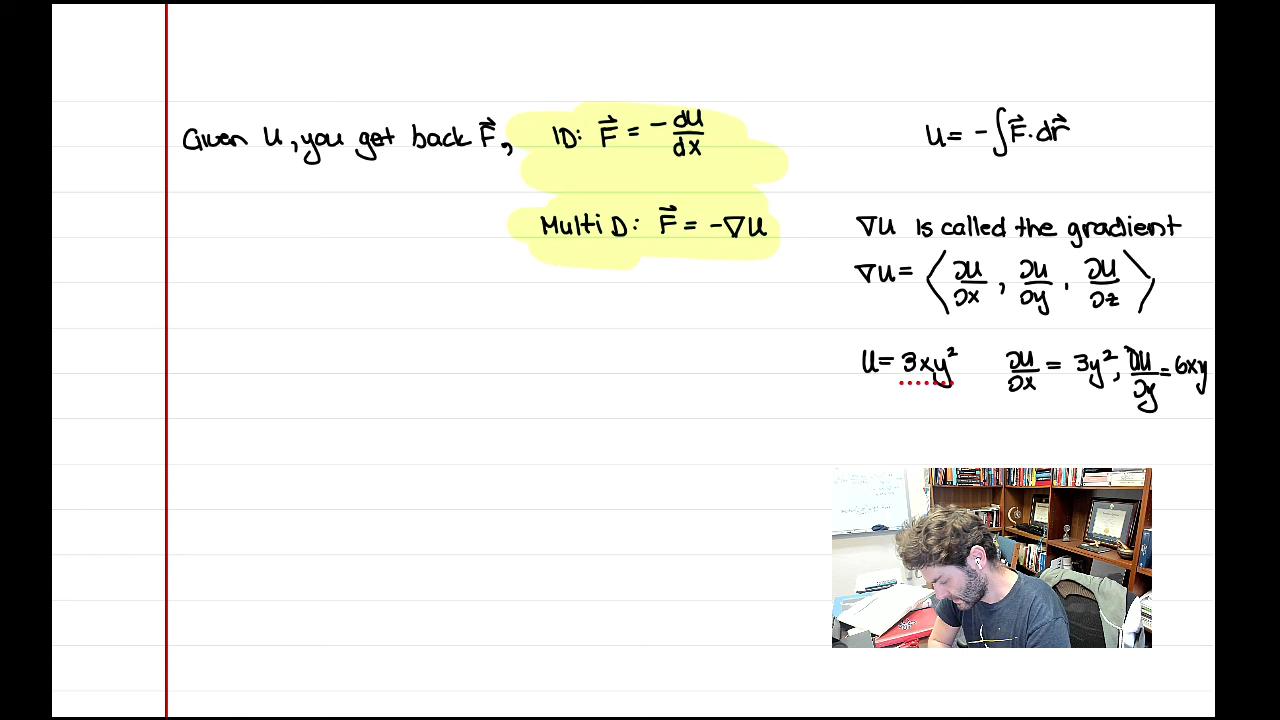 Given U, you get back F⃗, 1D: F⃗ = -dU/dx
U = -∫F⃗·dr⃗
Multi D: F⃗ = -∇U
∇U is called the gradient
∇U = ⟨∂U/∂x, ∂U/∂y, ∂U/∂z⟩
U = 3xy² ∂U/∂x = 3y², ∂U/∂y = 6xy